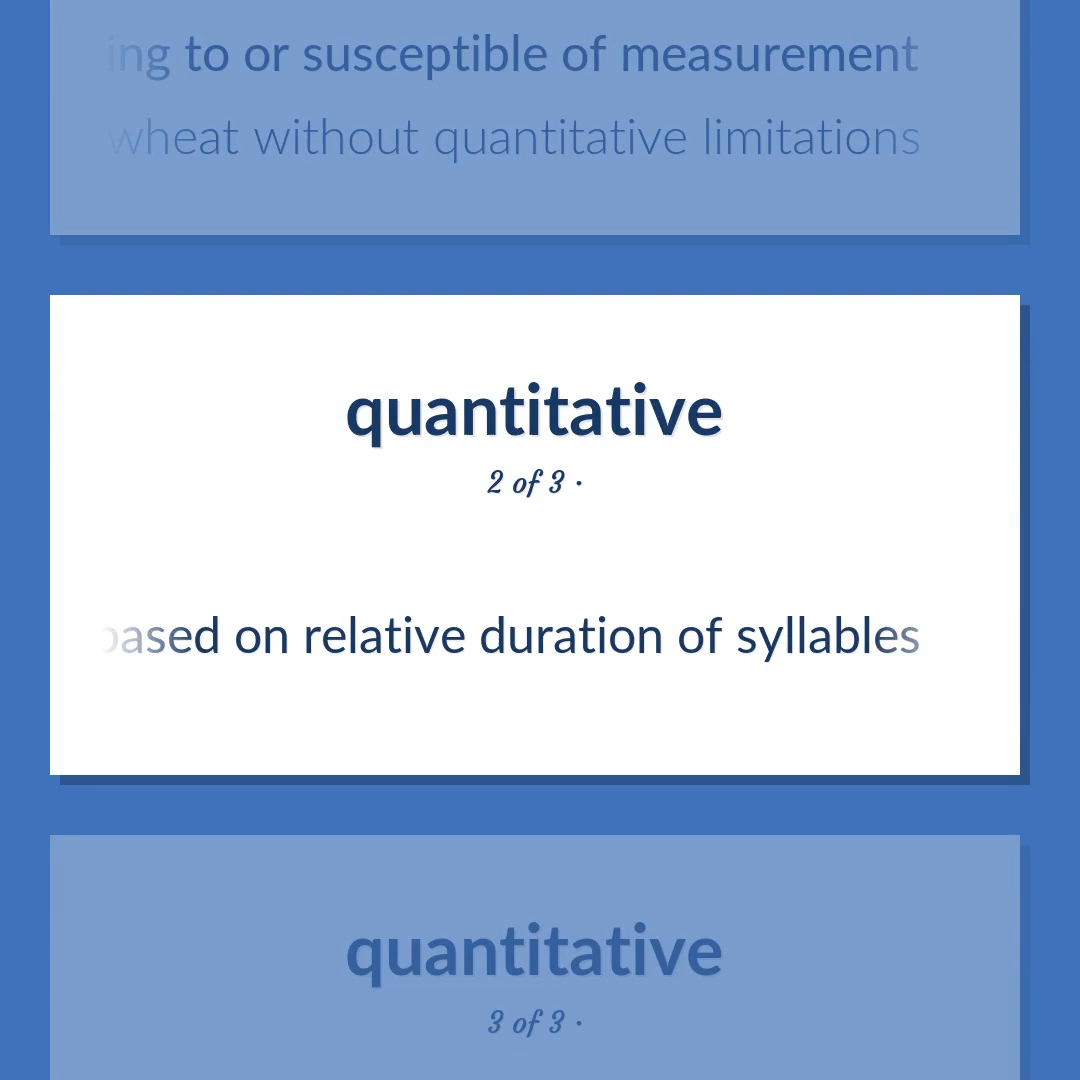 ing to or susceptible of measurement
wheat without quantitative limitations
quantitative
2 of 3 ·
based on relative duration of syllables
quantitative
3 of 3 ·